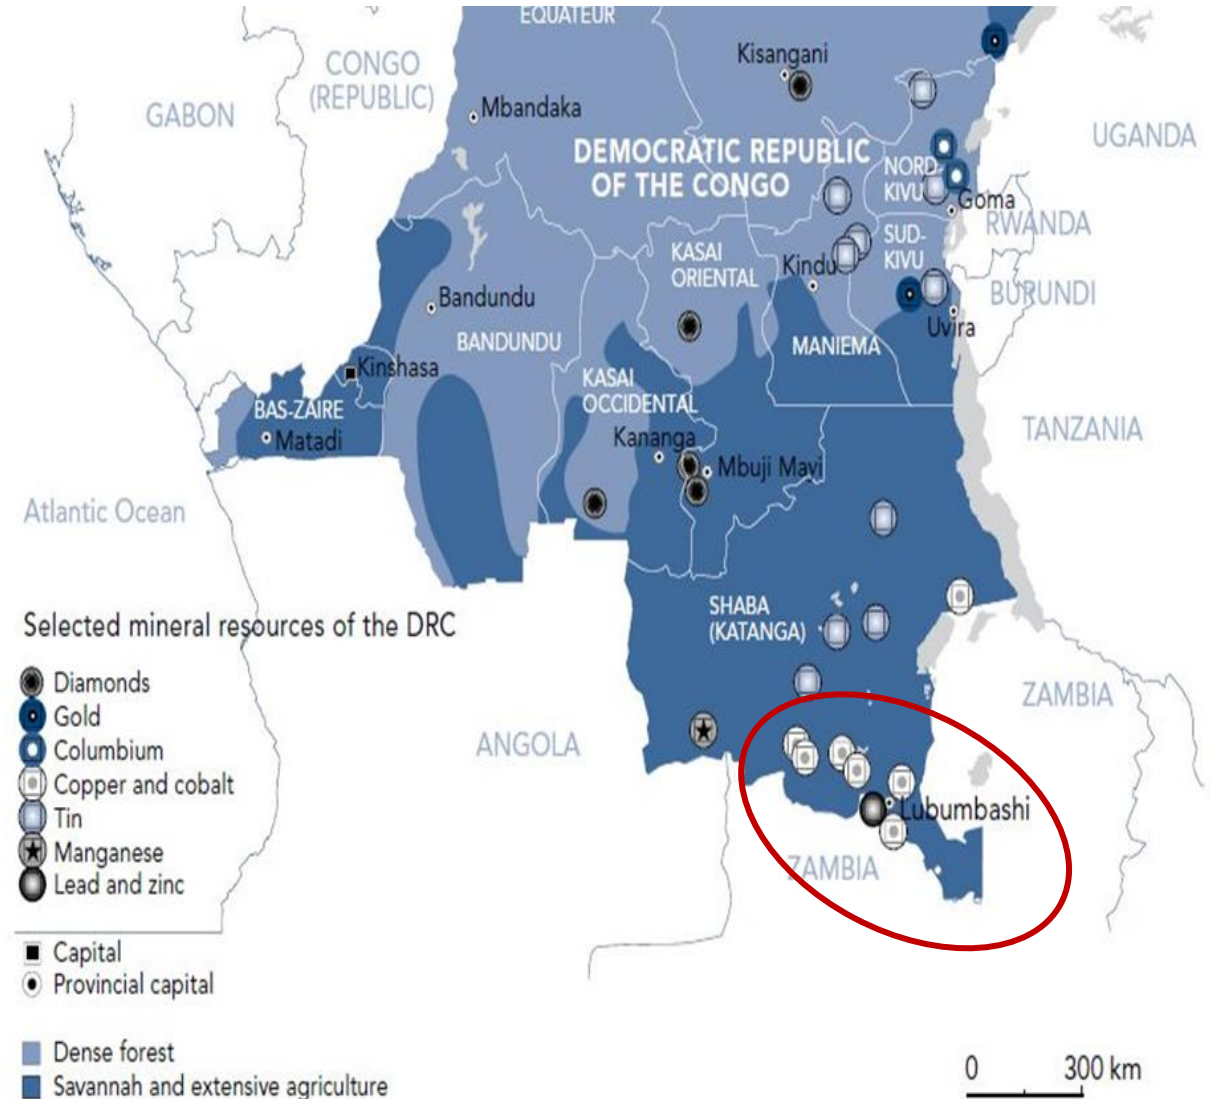 EQUATEUR
Kisangani
CONGO
(REPUBLIC)
GABON
Mbandaka
UGANDA
DEMOCRATIC REPUBLIC
OF THE CONGO
NORD-
KIVU
Goma
RWANDA
SUD-
KIVU
KASAI
ORIENTAL
Kindu
BURUNDI
Bandundu
Uvira
BANDUNDU
MANIEMA
Kinshasa
KASAI
OCCIDENTAL
BAS-ZAIRE
Matadi
TANZANIA
Kananga
Mbuji Mayi
Atlantic Ocean
SHABA
(KATANGA)
Selected mineral resources of the DRC
Diamonds
Gold
Columbium
Copper and cobalt
Tin
Manganese
Lead and zinc
ZAMBIA
ANGOLA
Lubumbashi
ZAMBIA
Capital
Provincial capital
Dense forest
Savannah and extensive agriculture
0 300 km